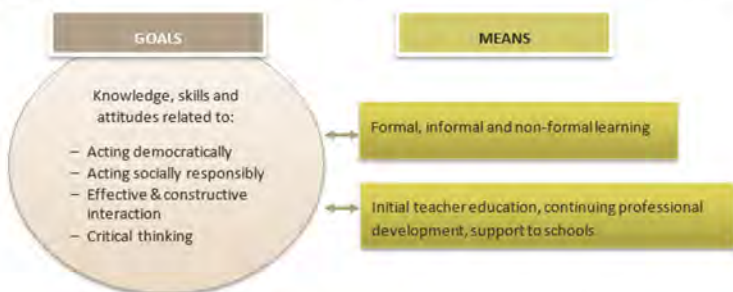 GOALS
MEANS
Knowledge, skills and
attitudes related to:
– Acting democratically
– Acting socially responsibly
– Effective & constructive
interaction
– Critical thinking
Formal, informal and non-formal learning
Initial teacher education, continuing professional
development, support to schools